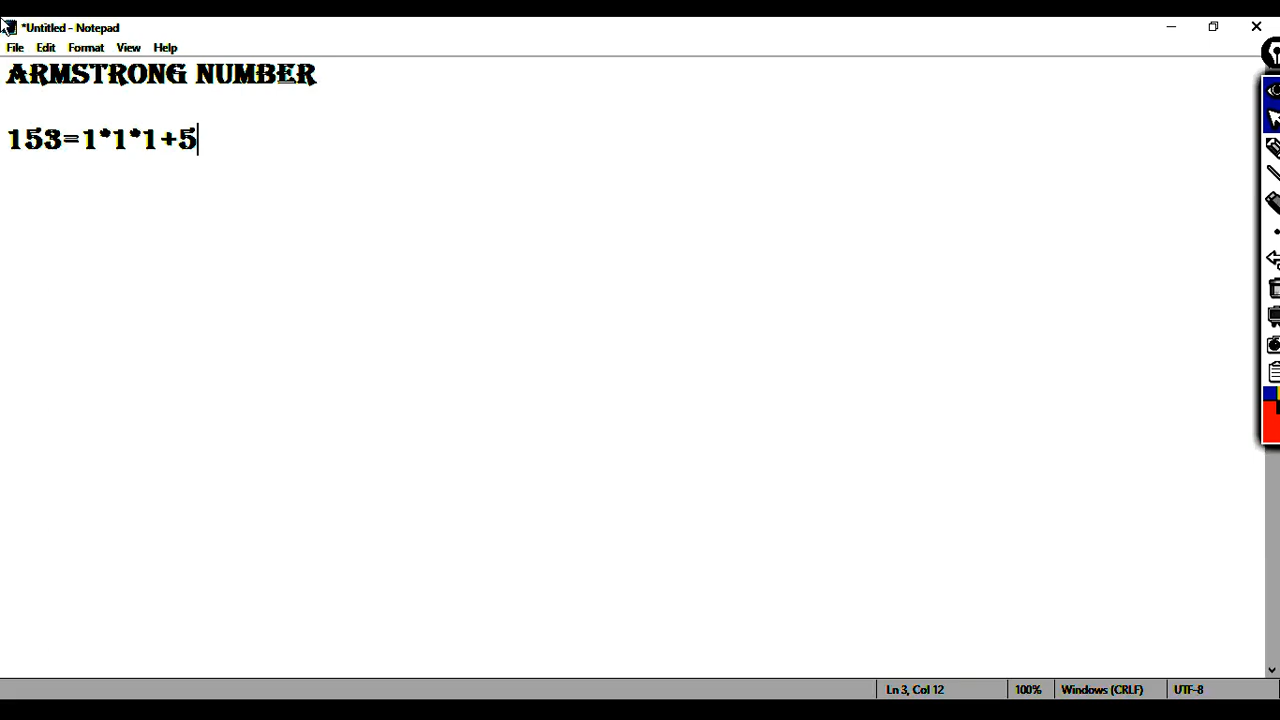 *Untitled - Notepad
File Edit Format View Help
ARMSTRONG NUMBER
153=1*1*1+5
Ln 3, Col 12 100% Windows (CRLF) UTF-8